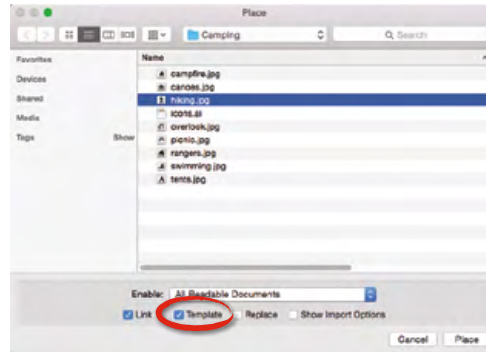 Place
Camping
Search
Favorites
Devices
Shared
Media
Tags
Show
Name
campfire.jpg
canoes.jpg
hiking.jpg
icons.ai
overlook.jpg
picnic.jpg
rangers.jpg
swimming.jpg
tents.jpg
Enable: All Readable Documents
Link Template Replace Show Import Options
Cancel Place